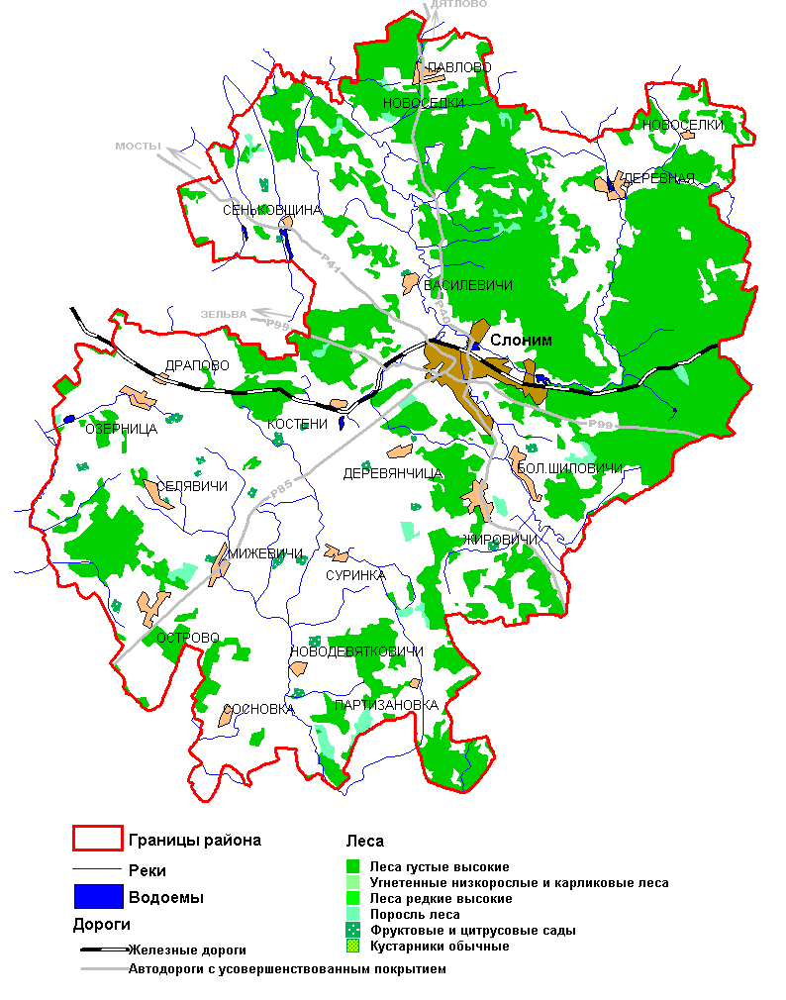 ДЯТЛОВО
ПАВЛОВО
НОВОСЕЛКИ
НОВОСЕЛКИ
МОСТЫ
ДЕРЕВНАЯ
СЕНЬКОВЩИНА
Р41
ВАСИЛЕВИЧИ
Р40
ЗЕЛЬВА
Р99
Слоним
ДРАПОВО
ОЗЕРНИЦА
КОСТЕНИ
Р99
ДЕРЕВЯНЧИЦА
БОЛ.ШИЛОВИЧИ
СЕЛЯВИЧИ
Р85
ЖИРОВИЧИ
МИЖЕВИЧИ
СУРИНКА
ОСТРОВО
НОВОДЕВЯТКОВИЧИ
СОСНОВКА
ПАРТИЗАНОВКА
Границы района
Реки
Водоемы
Дороги
Железные дороги
Автодороги с усовершенствованным покрытием
Леса
Леса густые высокие
Угнетенные низкорослые и карликовые леса
Леса редкие высокие
Поросль леса
Фруктовые и цитрусовые сады
Кустарники обычные